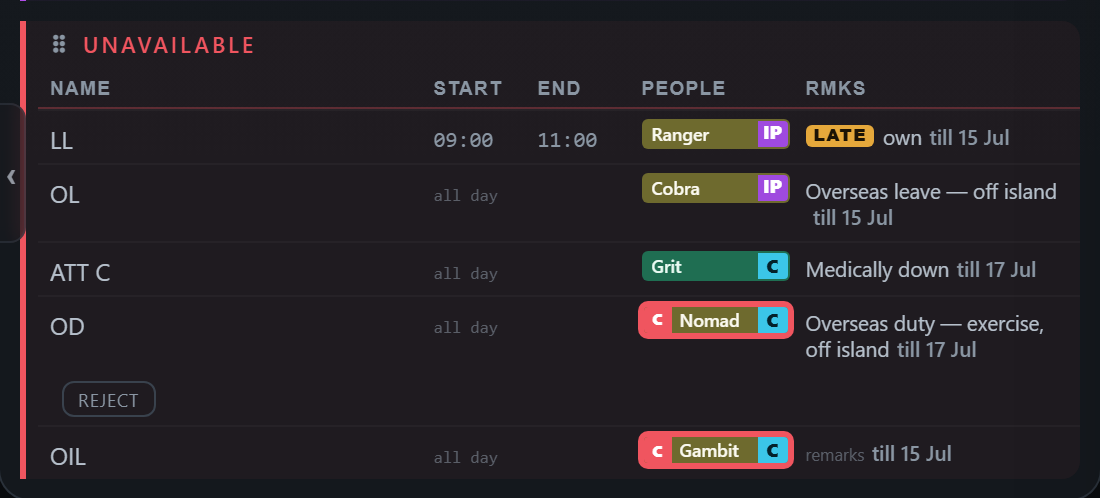 UNAVAILABLE
NAME START END PEOPLE RMKS
LL 09:00 11:00 Ranger IP LATE own till 15 Jul
OL all day Cobra IP Overseas leave — off island
till 15 Jul
ATT C all day Grit C Medically down till 17 Jul
OD all day C Nomad C Overseas duty — exercise,
off island till 17 Jul
REJECT
OIL all day C Gambit C remarks till 15 Jul